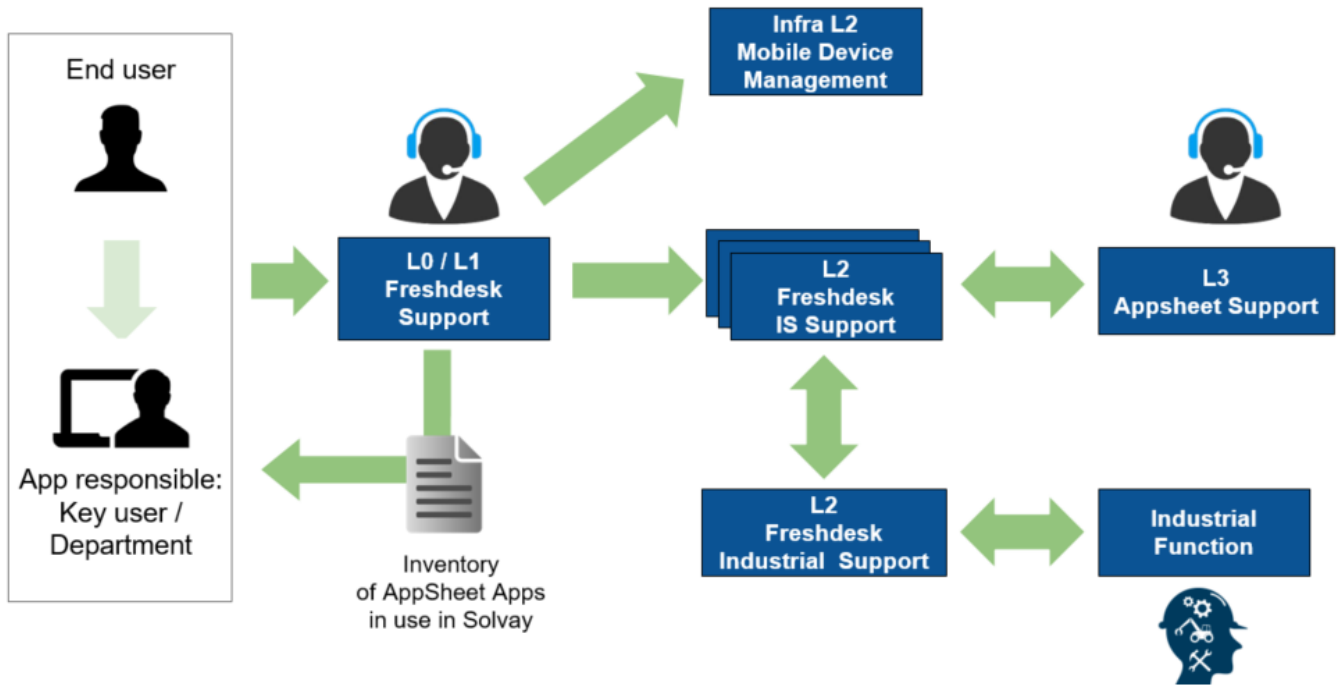 End user
App responsible:
Key user /
Department
L0 / L1
Freshdesk
Support
Inventory
of AppSheet Apps
in use in Solvay
Infra L2
Mobile Device
Management
L2
Freshdesk
IS Support
L3
Appsheet Support
L2
Freshdesk
Industrial Support
Industrial
Function